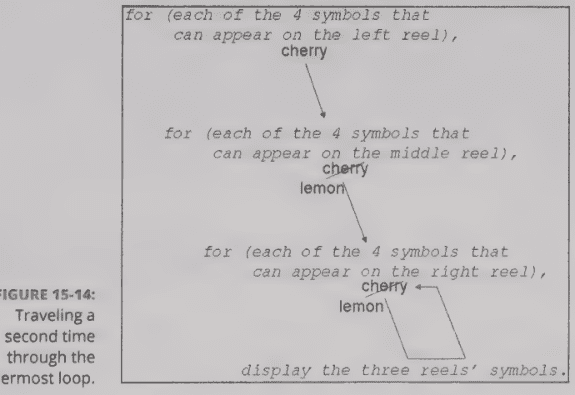 for (each of the 4 symbols that
can appear on the left reel),
cherry
for (each of the 4 symbols that
can appear on the middle reel),
cherry
lemon
for (each of the 4 symbols that
can appear on the right reel),
cherry
lemon
display the three reels' symbols.
FIGURE 15-14:
Traveling a
second time
through the
ermost loop.